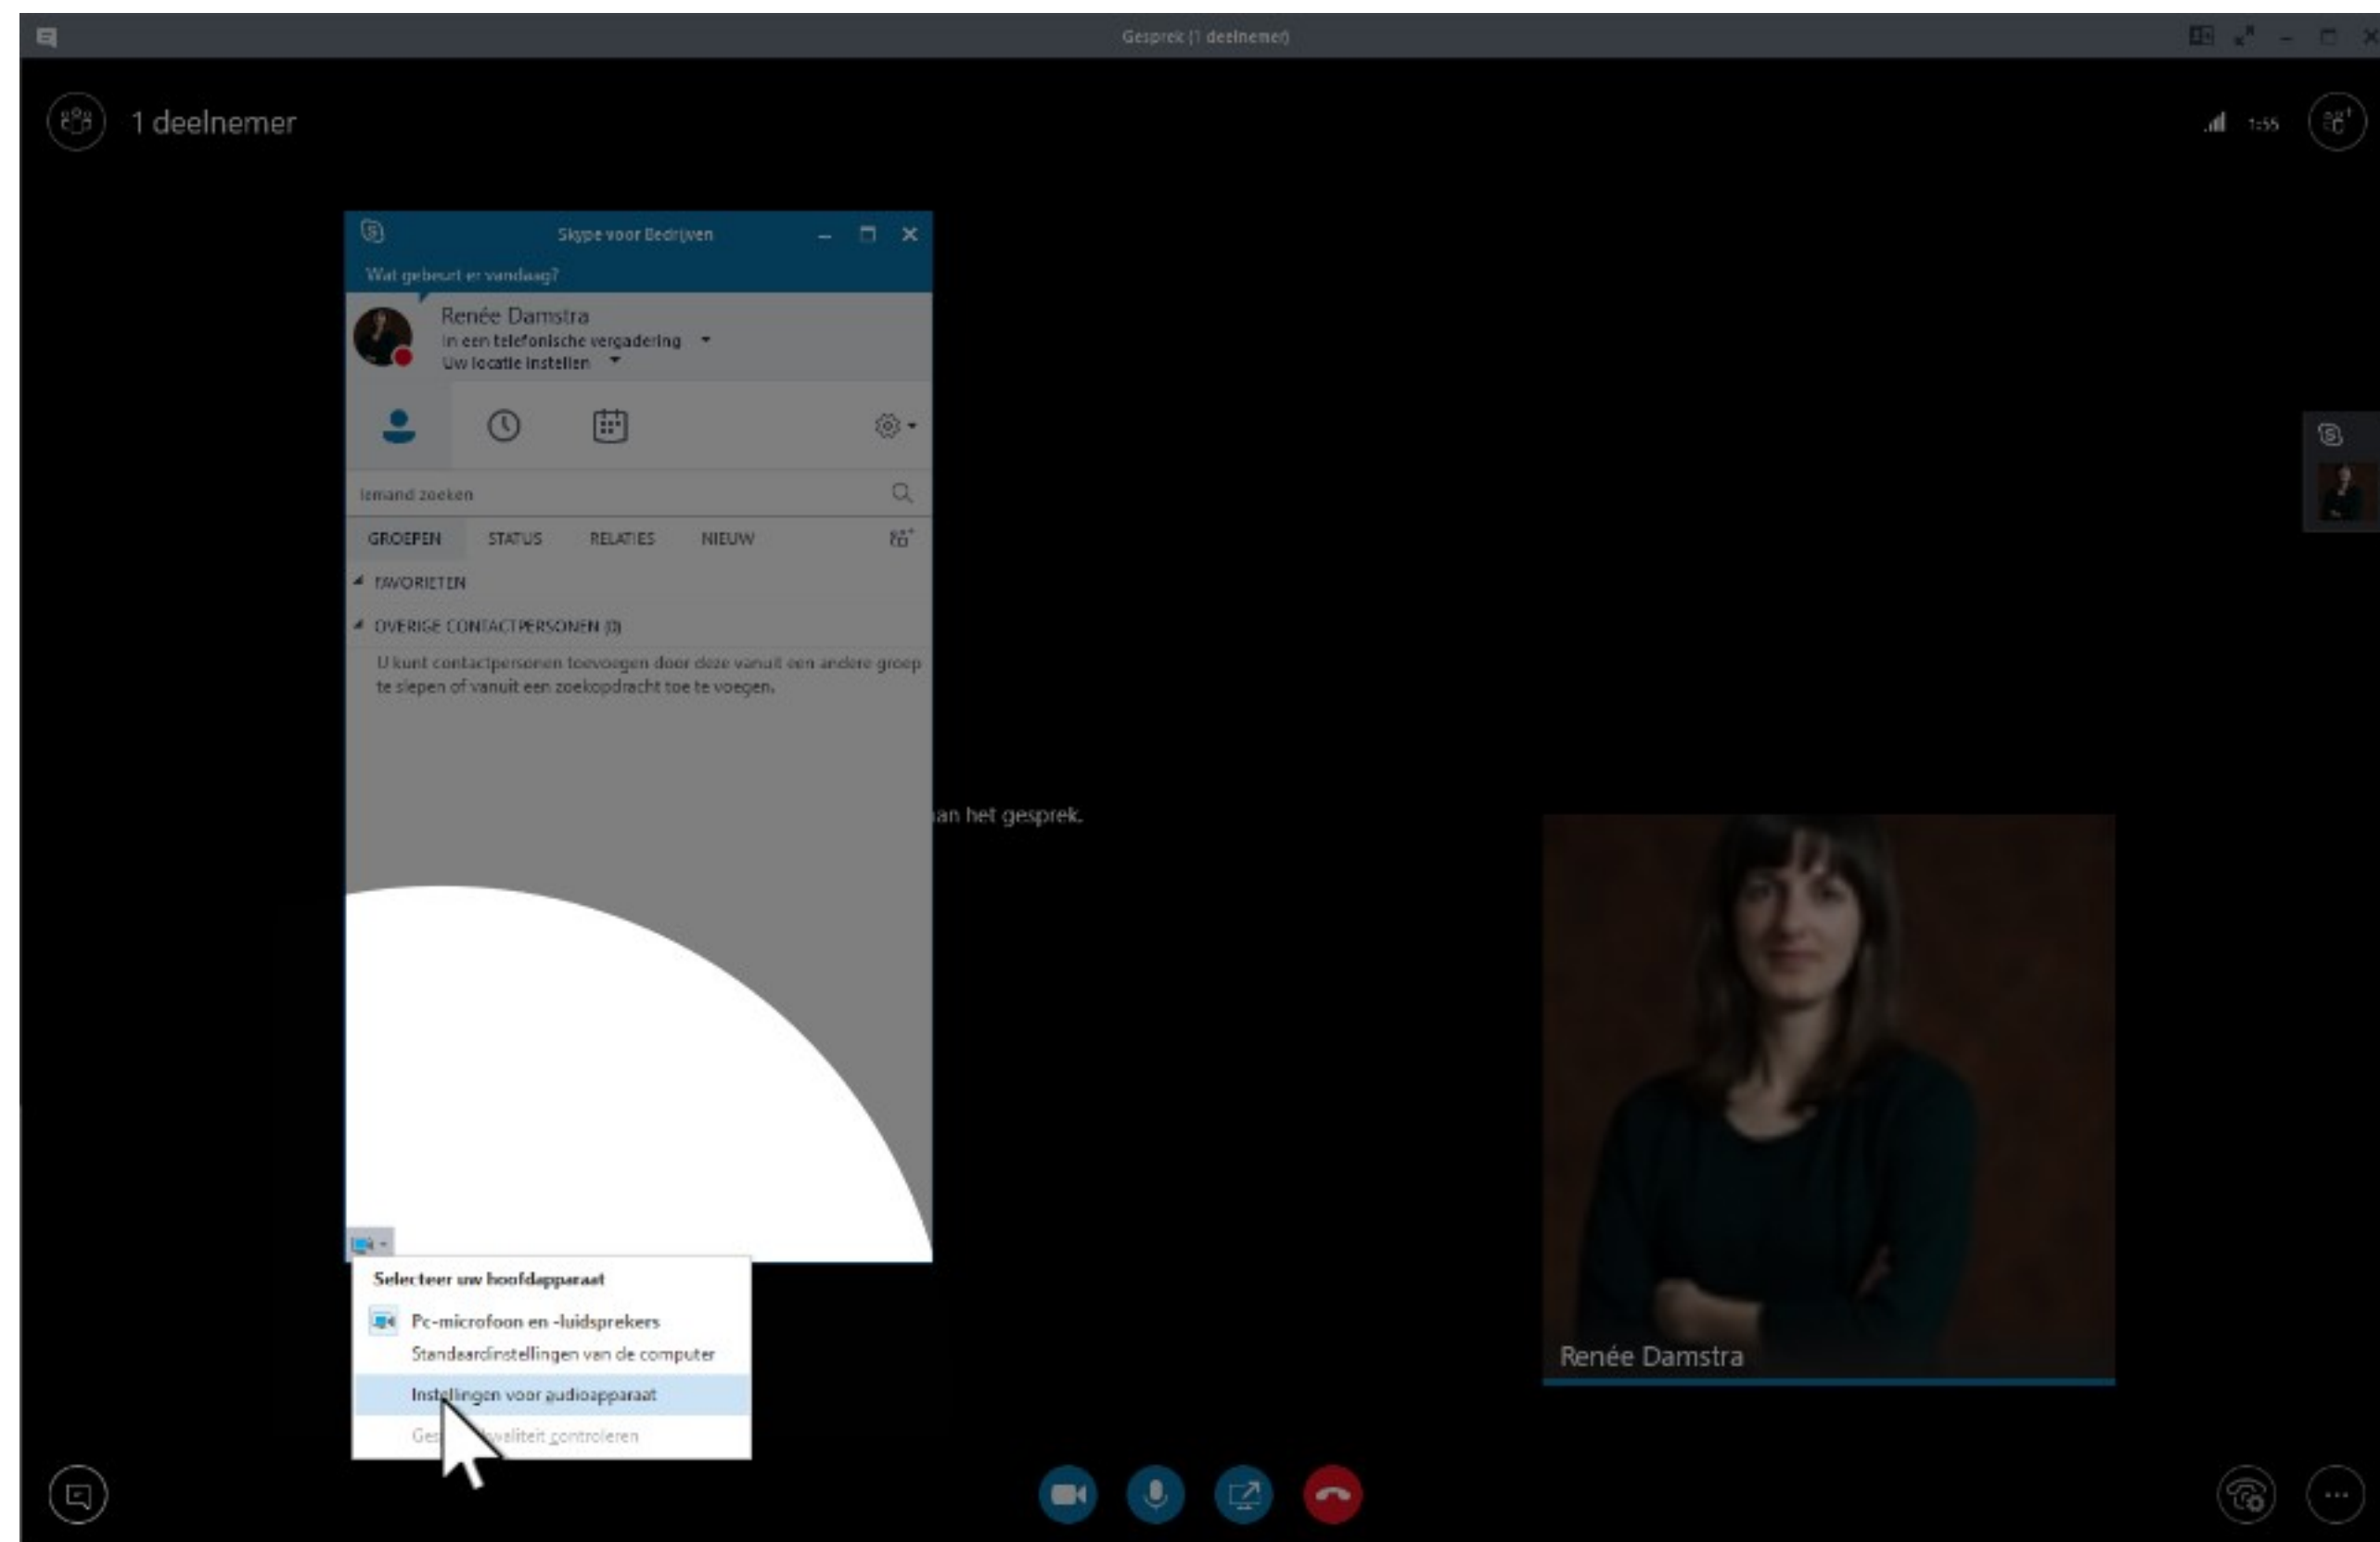 Gesprek (1 deelnemer)
1 deelnemer
1:55
Skype voor Bedrijven
Wat gebeurt er vandaag?
Renée Damstra
In een telefonische vergadering
Uw locatie instellen
Iemand zoeken
GROEPEN STATUS RELATIES NIEUW
FAVORIETEN
OVERIGE CONTACTPERSONEN (0)
U kunt contactpersonen toevoegen door deze vanuit een andere groep
te slepen of vanuit een zoekopdracht toe te voegen.
an het gesprek.
Renée Damstra
Selecteer uw hoofdapparaat
Pc-microfoon en -luidsprekers
Standaardinstellingen van de computer
Instellingen voor audioapparaat
controleren